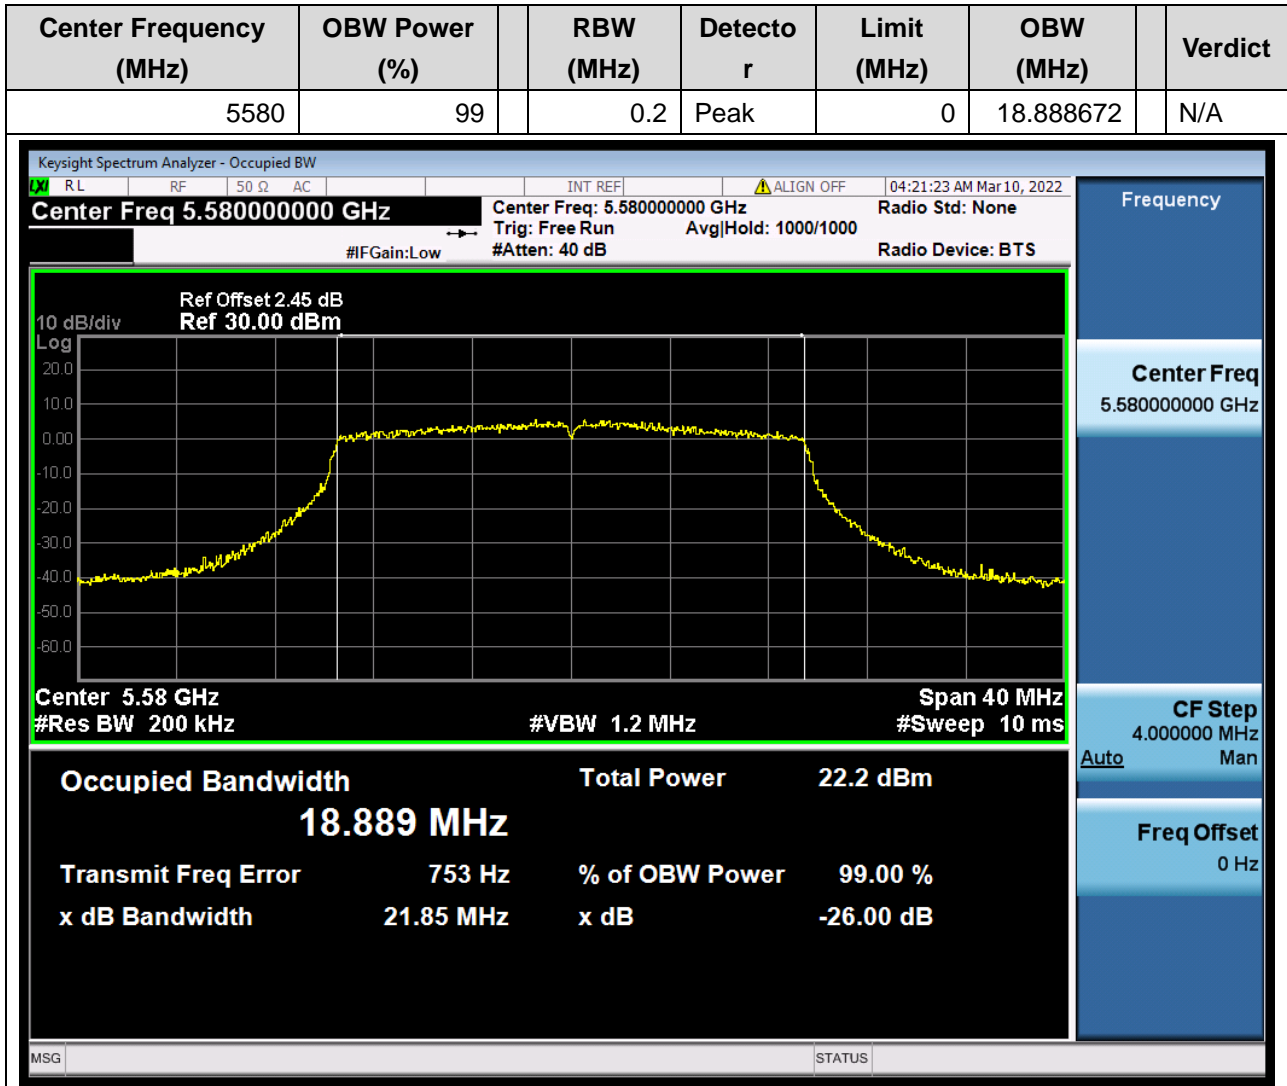 Center Frequency (MHz) OBW Power (%) RBW (MHz) Detector Limit (MHz) OBW (MHz) Verdict
5580 99 0.2 Peak 0 18.888672 N/A
Keysight Spectrum Analyzer - Occupied BW
LXI RL RF 50 Ω AC INT REF ALIGN OFF 04:21:23 AM Mar 10, 2022
Center Freq 5.580000000 GHz
Center Freq: 5.580000000 GHz Radio Std: None
Trig: Free Run Avg|Hold: 1000/1000
#IFGain:Low #Atten: 40 dB Radio Device: BTS
Ref Offset 2.45 dB
10 dB/div Ref 30.00 dBm
Log
20.0
10.0
0.00
-10.0
-20.0
-30.0
-40.0
-50.0
-60.0
Center 5.58 GHz Span 40 MHz
#Res BW 200 kHz #VBW 1.2 MHz #Sweep 10 ms
Occupied Bandwidth Total Power 22.2 dBm
18.889 MHz
Transmit Freq Error 753 Hz % of OBW Power 99.00 %
x dB Bandwidth 21.85 MHz x dB -26.00 dB
Frequency
Center Freq
5.580000000 GHz
CF Step
4.000000 MHz
Auto Man
Freq Offset
0 Hz
MSG STATUS